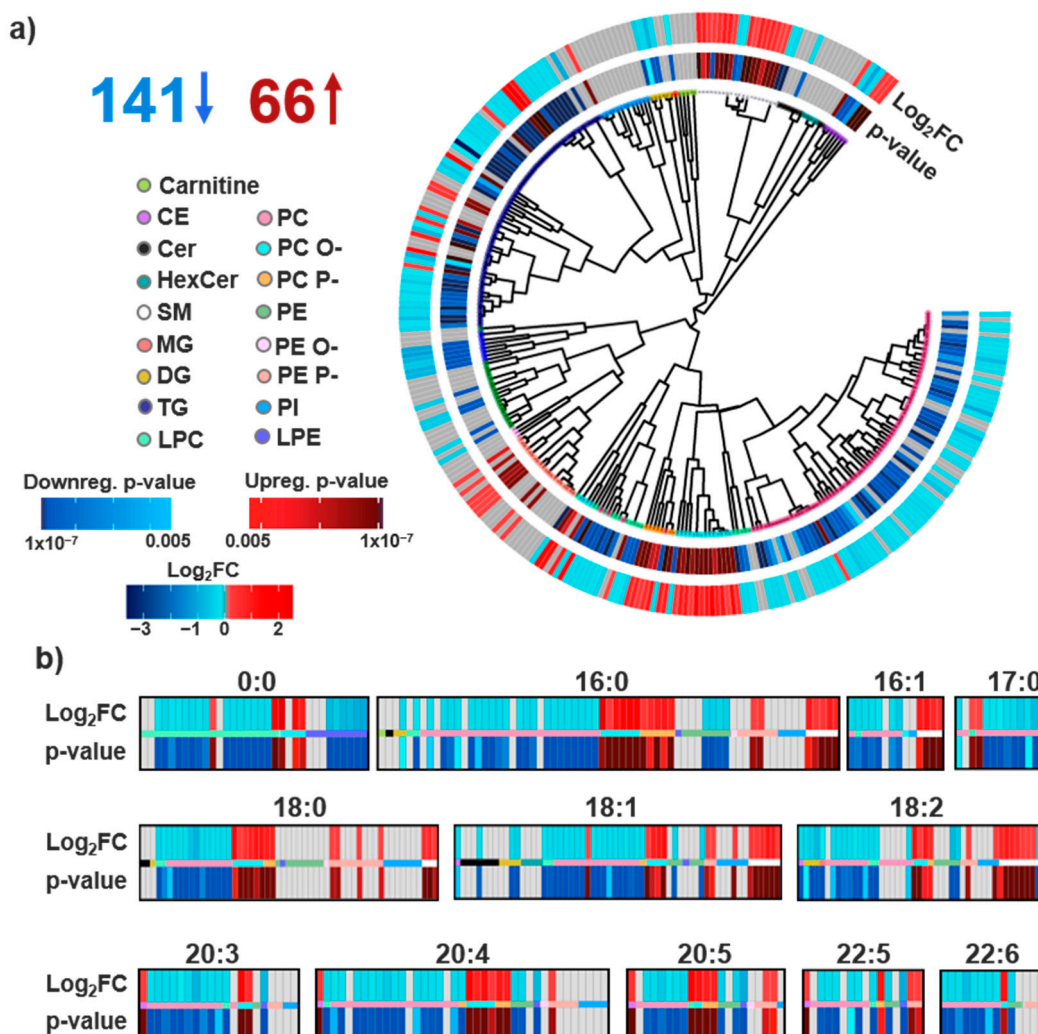 a)
141↓ 66↑
Log₂FC
p-value
Carnitine
CE PC
Cer PC O-
HexCer PC P-
SM PE
MG PE O-
DG PE P-
TG PI
LPC LPE
Downreg. p-value Upreg. p-value
1x10⁻⁷ 0.005 0.005 1x10⁻⁷
Log₂FC
−3 −1 0 2
b)
0:0 16:0 16:1 17:0
Log₂FC
p-value
18:0 18:1 18:2
Log₂FC
p-value
20:3 20:4 20:5 22:5 22:6
Log₂FC
p-value